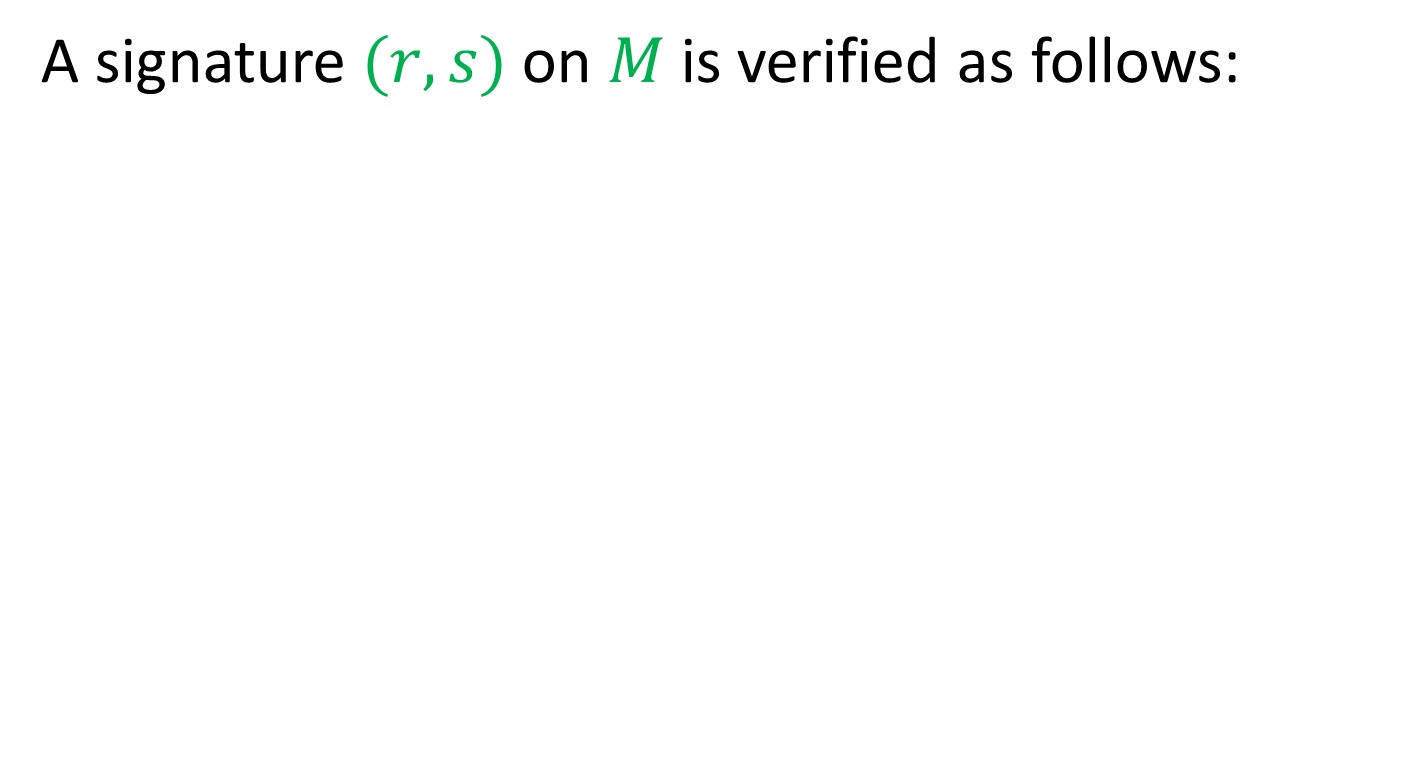 A signature (r, s) on M is verified as follows: